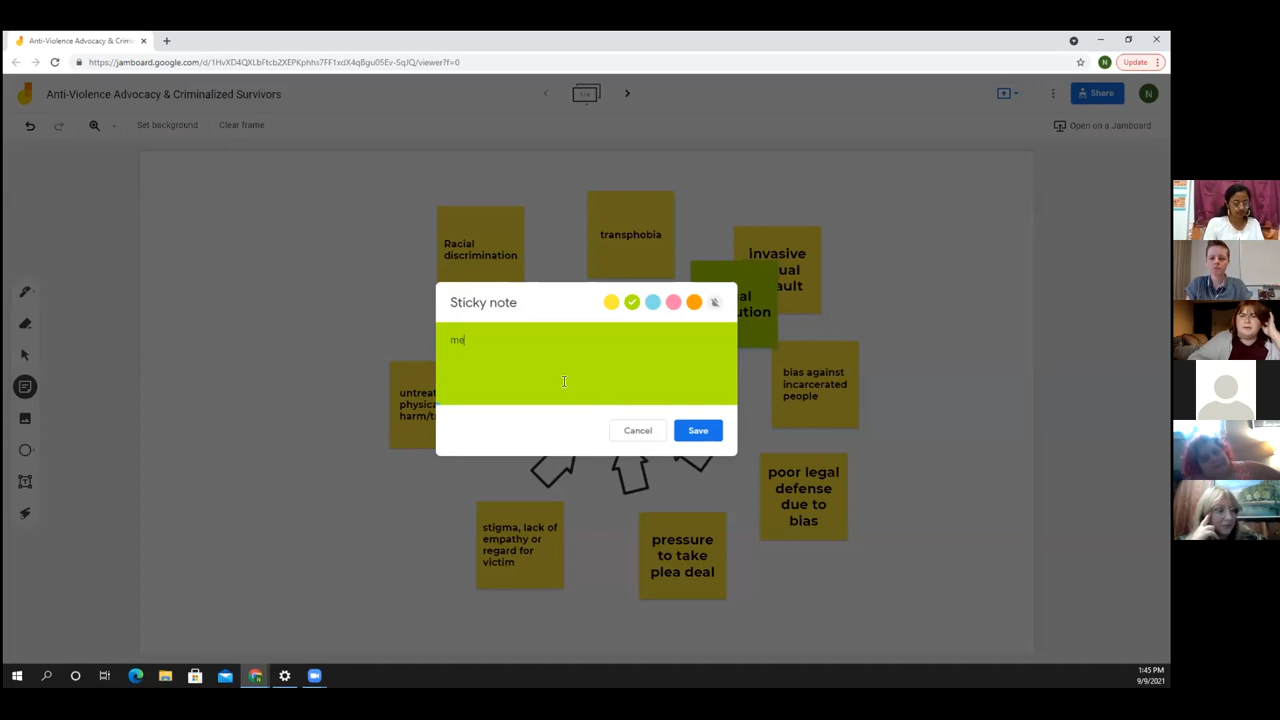 Anti-Violence Advocacy & Crim
https://jamboard.google.com/d/1HvXD4QXLbFtcb2XEPKphhs7FF1xdX4qBgu05Ev-SqJQ/viewer?f=0
N
Update
Anti-Violence Advocacy & Criminalized Survivors
1/4
Share
N
Set background
Clear frame
Open on a Jamboard
Racial
discrimination
transphobia
invasive
Sticky note
me
Cancel
Save
bias against
incarcerated
people
poor legal
defense
due to
bias
stigma, lack of
empathy or
regard for
victim
pressure
to take
plea deal
1:45 PM
9/9/2021